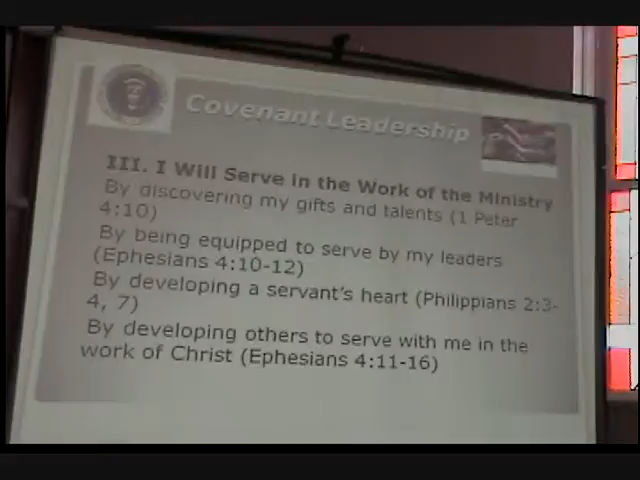 Covenant Leadership
III. I Will Serve in the Work of the Ministry
By discovering my gifts and talents (1 Peter
4:10)
By being equipped to serve by my leaders
(Ephesians 4:10-12)
By developing a servant's heart (Philippians 2:3-
4, 7)
By developing others to serve with me in the
work of Christ (Ephesians 4:11-16)